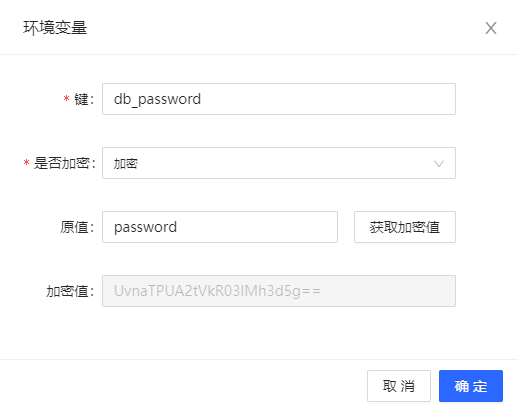 环境变量
* 键: db_password
* 是否加密: 加密
原值: password 获取加密值
加密值: UvnaTPUA2tVkR03lMh3d5g==
取 消 确 定